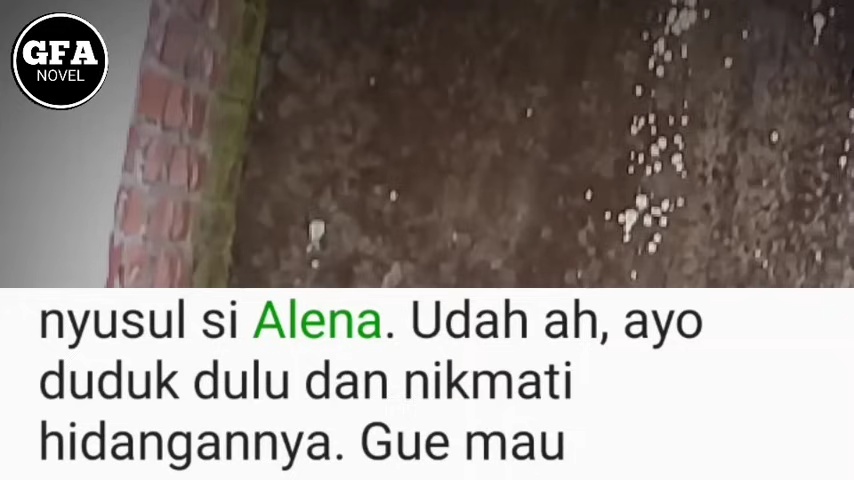 GFA
NOVEL
nyusul si Alena. Udah ah, ayo
duduk dulu dan nikmati
hidangannya. Gue mau